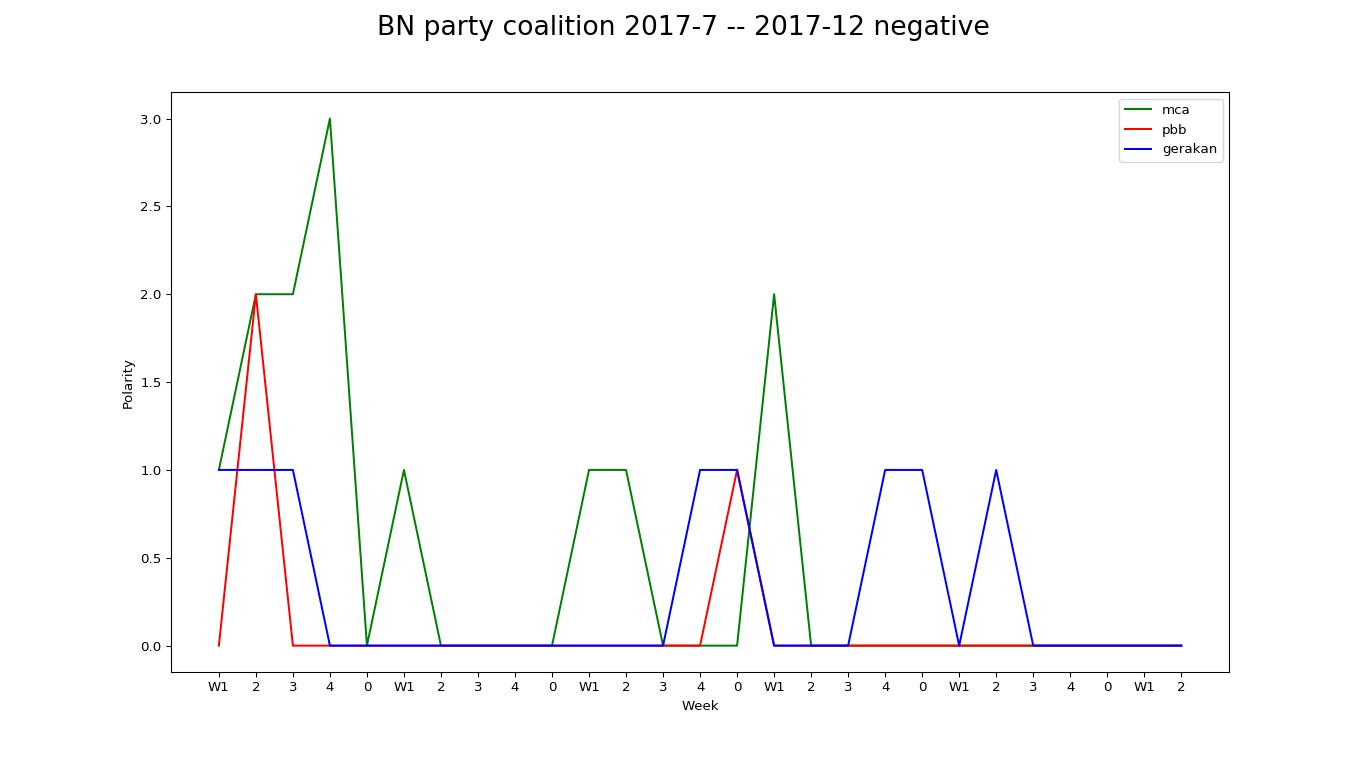 BN party coalition 2017-7 -- 2017-12 negative
mca
pbb
gerakan
3.0
2.5
2.0
1.5
1.0
0.5
0.0
Polarity
W1 2 3 4 0 W1 2 3 4 0 W1 2 3 4 0 W1 2 3 4 0 W1 2 3 4 0 W1 2
Week